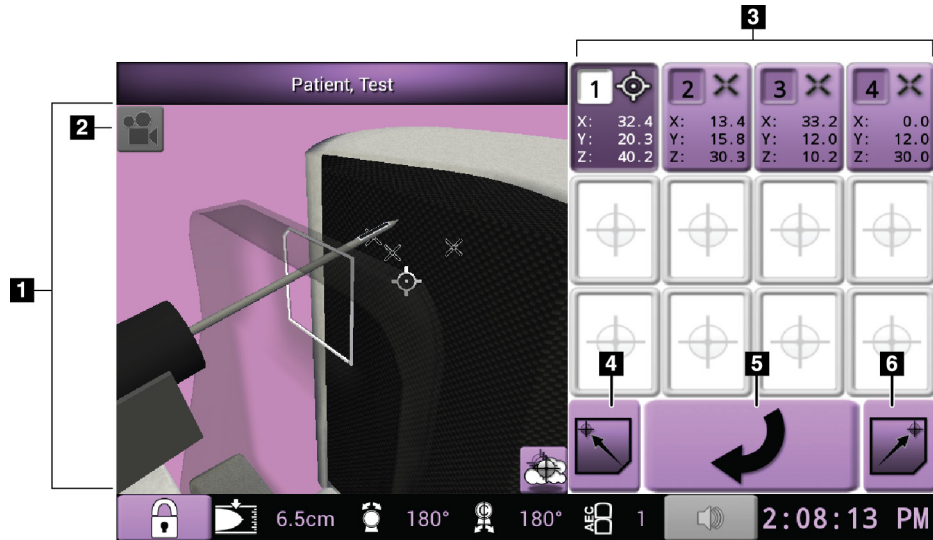 3
Patient, Test
1 2 3 4
X: 32.4 X: 13.4 X: 33.2 X: 0.0
Y: 20.3 Y: 15.8 Y: 12.0 Y: 12.0
Z: 40.2 Z: 30.3 Z: 10.2 Z: 30.0
2
1
4 5 6
6.5cm 180° C 180° AEC 1 2:08:13 PM